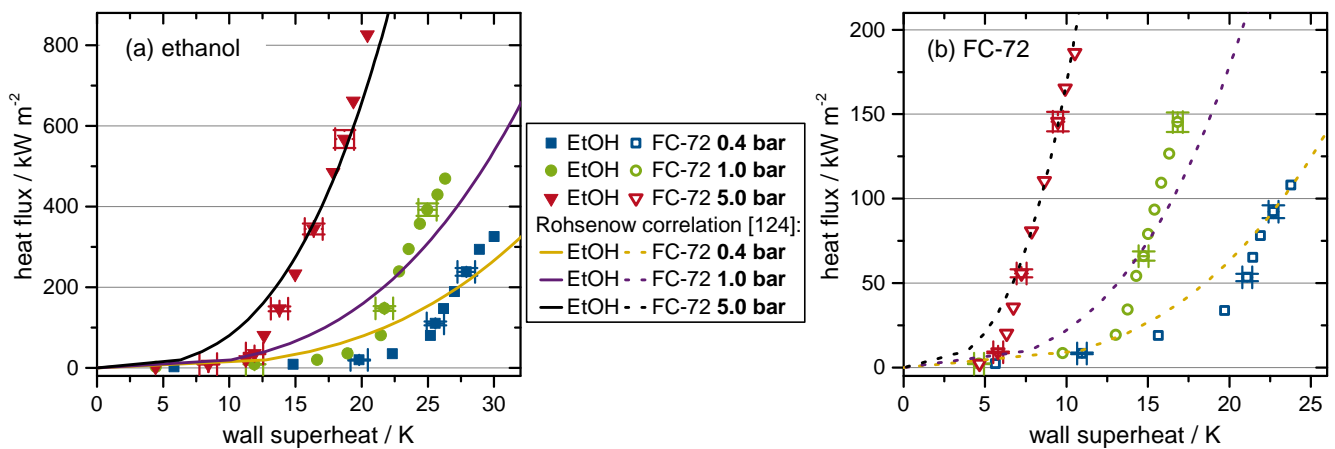 (a) ethanol
heat flux / kW m-2
800
600
400
200
0
0 5 10 15 20 25 30
wall superheat / K
EtOH FC-72 0.4 bar
EtOH FC-72 1.0 bar
EtOH FC-72 5.0 bar
Rohsenow correlation [124]:
EtOH FC-72 0.4 bar
EtOH FC-72 1.0 bar
EtOH FC-72 5.0 bar
(b) FC-72
heat flux / kW m-2
200
150
100
50
0
0 5 10 15 20 25
wall superheat / K